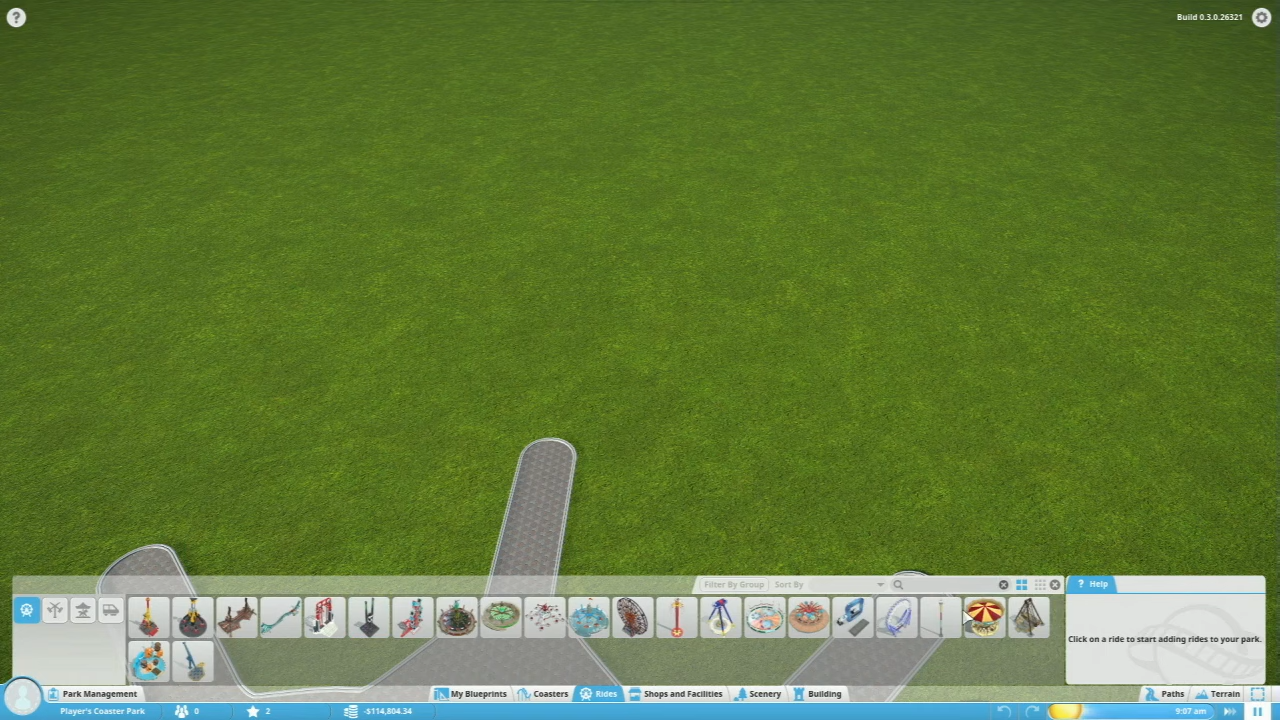 ?
Build 0.3.0.26321
Filter By Group
Sort By
? Help
Click on a ride to start adding rides to your park.
Park Management
My Blueprints
Coasters
Rides
Shops and Facilities
Scenery
Building
Paths
Terrain
Player's Coaster Park
0
2
-$114,804.34
9:07 am